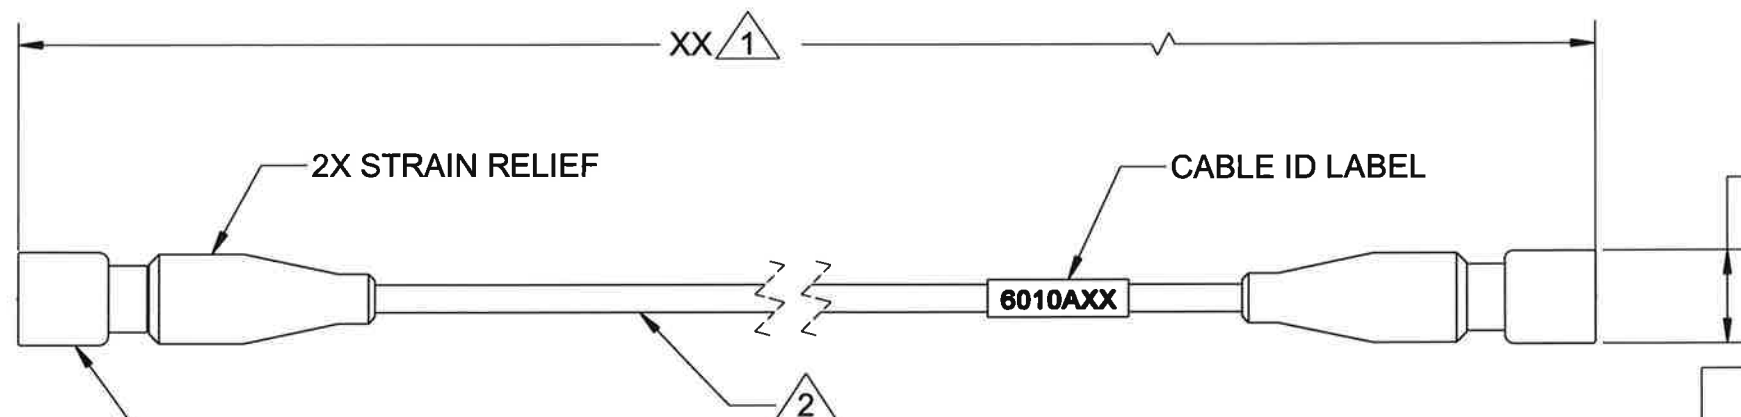 XX 1
2X STRAIN RELIEF
CABLE ID LABEL
6010AXX
2